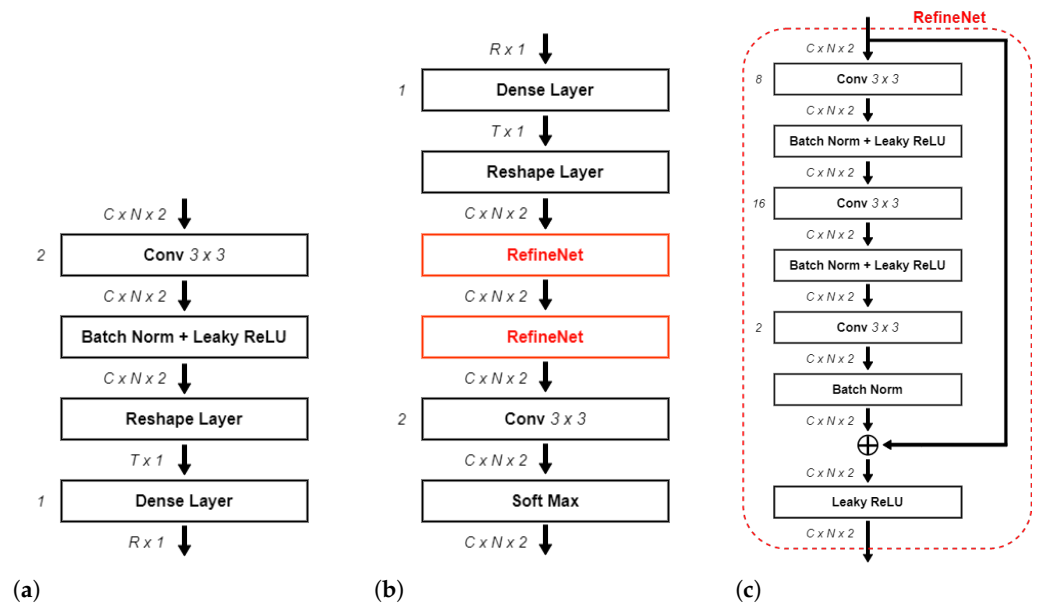 C x N x 2
2
Conv 3 x 3
C x N x 2
Batch Norm + Leaky ReLU
C x N x 2
Reshape Layer
T x 1
1
Dense Layer
R x 1
(a)
R x 1
1
Dense Layer
T x 1
Reshape Layer
C x N x 2
RefineNet
C x N x 2
RefineNet
C x N x 2
2
Conv 3 x 3
C x N x 2
Soft Max
C x N x 2
(b)
RefineNet
C x N x 2
8
Conv 3 x 3
C x N x 2
Batch Norm + Leaky ReLU
C x N x 2
16
Conv 3 x 3
C x N x 2
Batch Norm + Leaky ReLU
C x N x 2
2
Conv 3 x 3
C x N x 2
Batch Norm
C x N x 2
C x N x 2
Leaky ReLU
C x N x 2
(c)